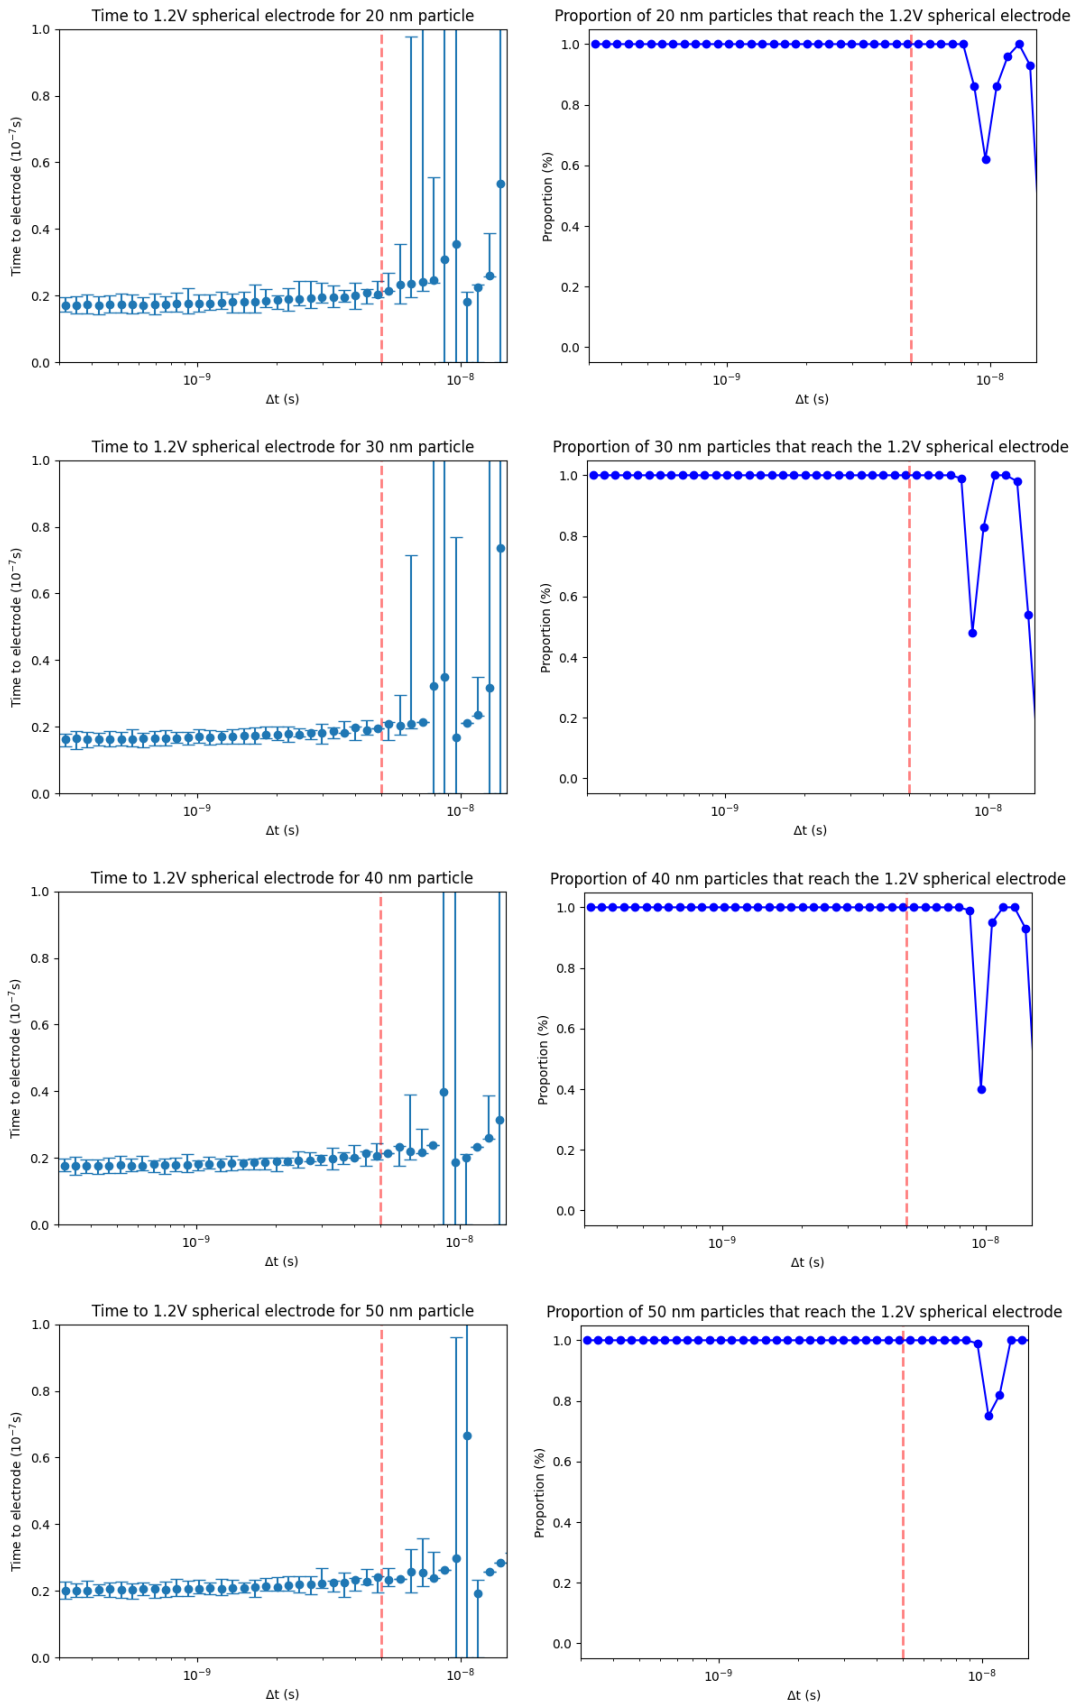 Time to 1.2V spherical electrode for 20 nm particle
Time to electrode (10⁻⁷s)
1.0
0.8
0.6
0.4
0.2
0.0
10⁻⁹
10⁻⁸
Δt (s)
Proportion of 20 nm particles that reach the 1.2V spherical electrode
Proportion (%)
1.0
0.8
0.6
0.4
0.2
0.0
10⁻⁹
10⁻⁸
Δt (s)
Time to 1.2V spherical electrode for 30 nm particle
Time to electrode (10⁻⁷s)
1.0
0.8
0.6
0.4
0.2
0.0
10⁻⁹
10⁻⁸
Δt (s)
Proportion of 30 nm particles that reach the 1.2V spherical electrode
Proportion (%)
1.0
0.8
0.6
0.4
0.2
0.0
10⁻⁹
10⁻⁸
Δt (s)
Time to 1.2V spherical electrode for 40 nm particle
Time to electrode (10⁻⁷s)
1.0
0.8
0.6
0.4
0.2
0.0
10⁻⁹
10⁻⁸
Δt (s)
Proportion of 40 nm particles that reach the 1.2V spherical electrode
Proportion (%)
1.0
0.8
0.6
0.4
0.2
0.0
10⁻⁹
10⁻⁸
Δt (s)
Time to 1.2V spherical electrode for 50 nm particle
Time to electrode (10⁻⁷s)
1.0
0.8
0.6
0.4
0.2
0.0
10⁻⁹
10⁻⁸
Δt (s)
Proportion of 50 nm particles that reach the 1.2V spherical electrode
Proportion (%)
1.0
0.8
0.6
0.4
0.2
0.0
10⁻⁹
10⁻⁸
Δt (s)